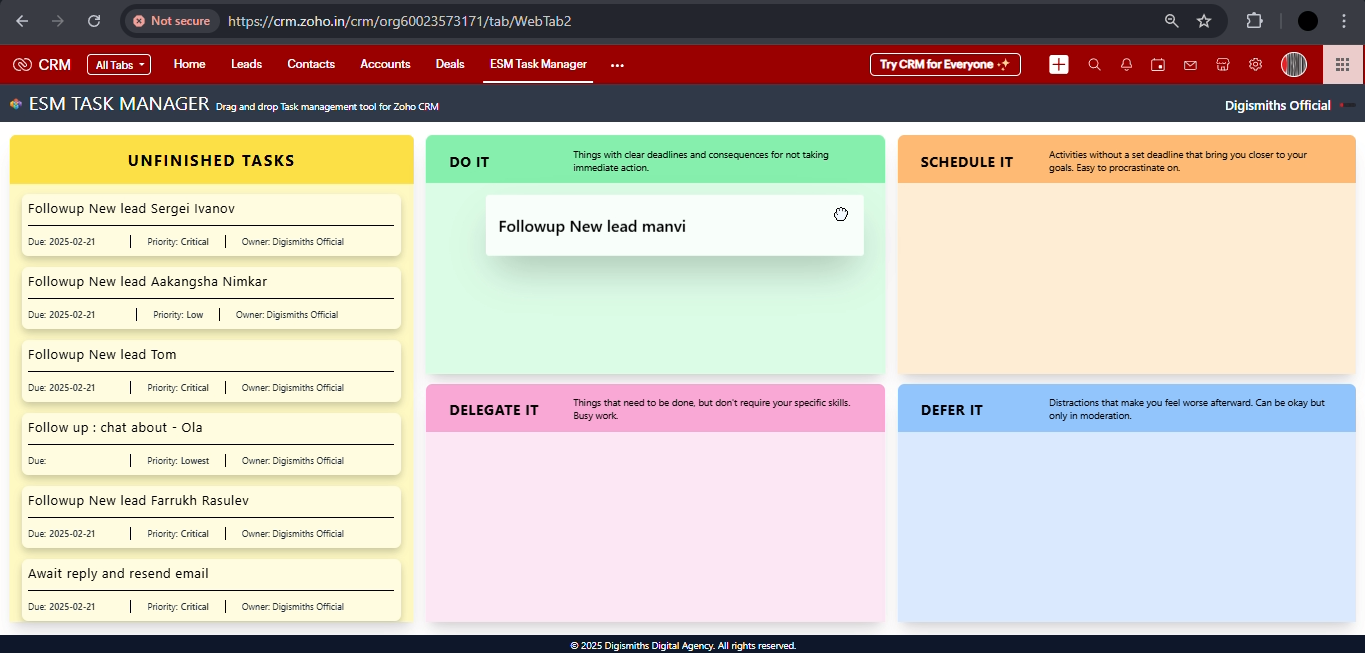 Not secure https://crm.zoho.in/crm/org60023573171/tab/WebTab2
CRM All Tabs Home Leads Contacts Accounts Deals ESM Task Manager ... Try CRM for Everyone
ESM TASK MANAGER Drag and drop Task management tool for Zoho CRM Digismiths Official
UNFINISHED TASKS
Followup New lead Sergei Ivanov
Due: 2025-02-21 Priority: Critical Owner: Digismiths Official
Followup New lead Aakangsha Nimkar
Due: 2025-02-21 Priority: Low Owner: Digismiths Official
Followup New lead Tom
Due: 2025-02-21 Priority: Critical Owner: Digismiths Official
Follow up : chat about - Ola
Due: Priority: Lowest Owner: Digismiths Official
Followup New lead Farrukh Rasulev
Due: 2025-02-21 Priority: Critical Owner: Digismiths Official
Await reply and resend email
Due: 2025-02-21 Priority: Critical Owner: Digismiths Official
DO IT
Things with clear deadlines and consequences for not taking
immediate action.
Followup New lead manvi
SCHEDULE IT
Activities without a set deadline that bring you closer to your
goals. Easy to procrastinate on.
DELEGATE IT
Things that need to be done, but don't require your specific skills.
Busy work.
DEFER IT
Distractions that make you feel worse afterward. Can be okay but
only in moderation.
© 2025 Digismiths Digital Agency. All rights reserved.